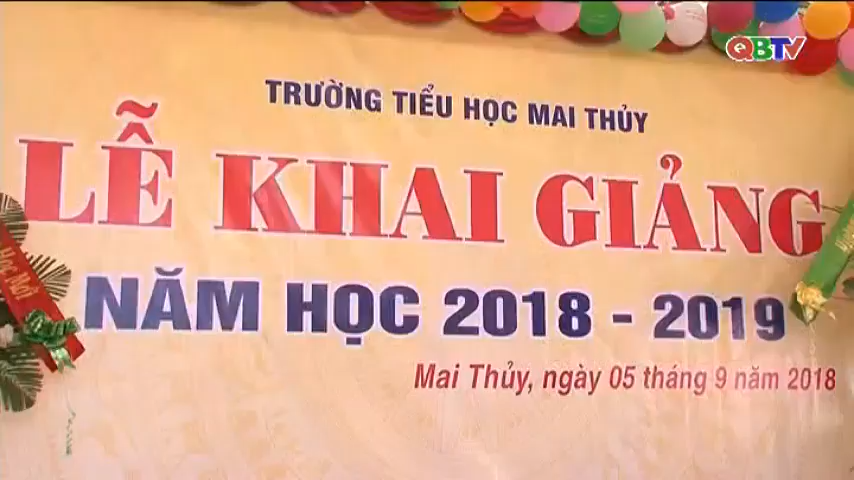 QBTV
TRƯỜNG TIỂU HỌC MAI THỦY
LỄ KHAI GIẢNG
NĂM HỌC 2018 - 2019
Mai Thủy, ngày 05 tháng 9 năm 2018